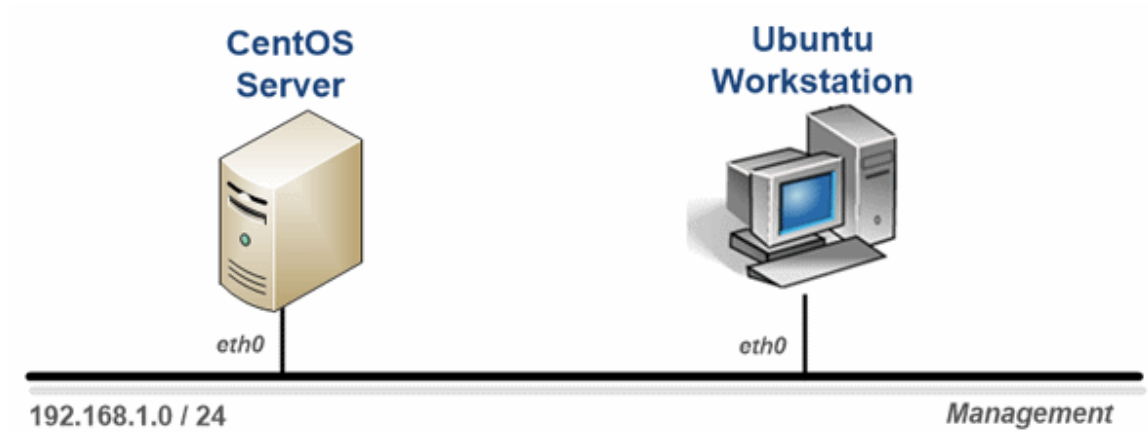 CentOS
Server
Ubuntu
Workstation
eth0
eth0
192.168.1.0 / 24
Management